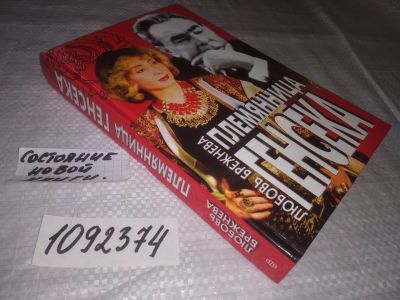 ЛЮБОВЬ БРЕЖНЕВА
ПЛЕМЯННИЦА
ГЕНСЕКА
ПЛЕМЯННИЦА ГЕНСЕКА
ЛЮБОВЬ
БРЕЖНЕВА
СОСТОЯНИЕ
НОВОЙ
КНИГИ.
1092374